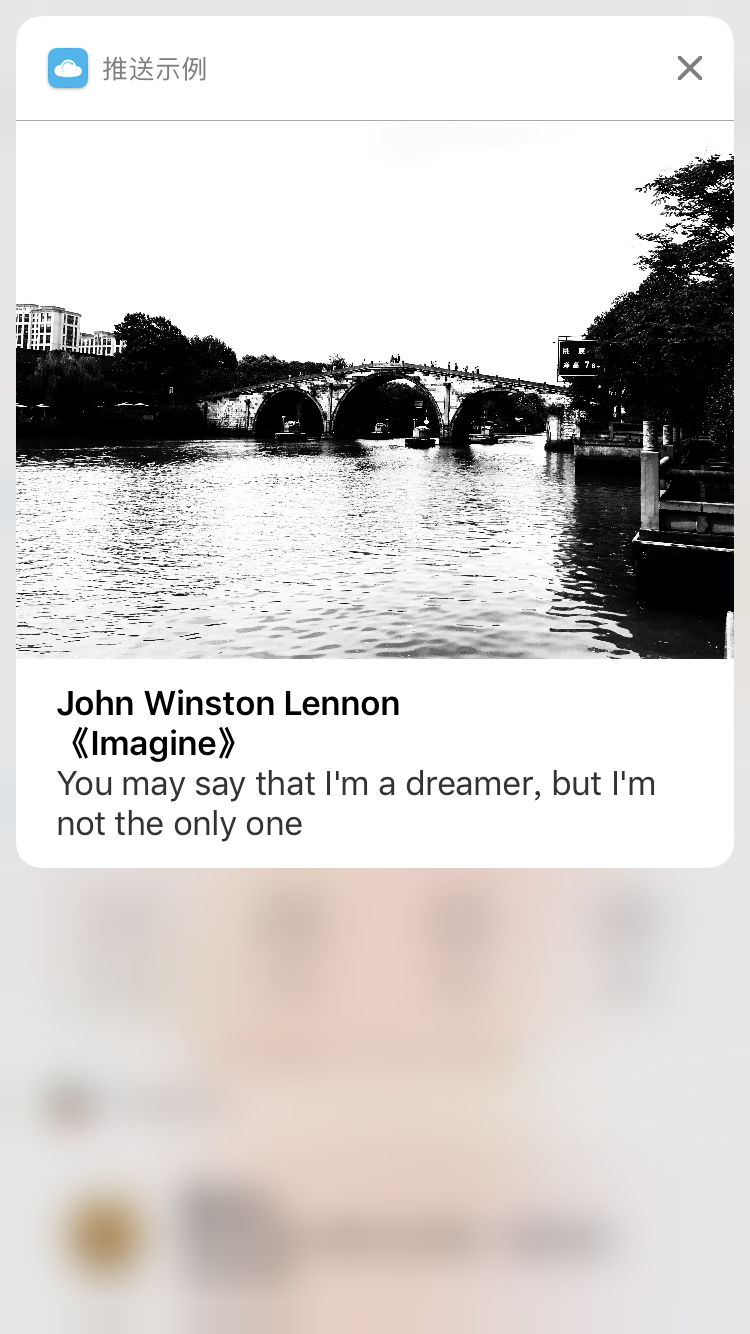 推送示例
John Winston Lennon
《Imagine》
You may say that I'm a dreamer, but I'm
not the only one